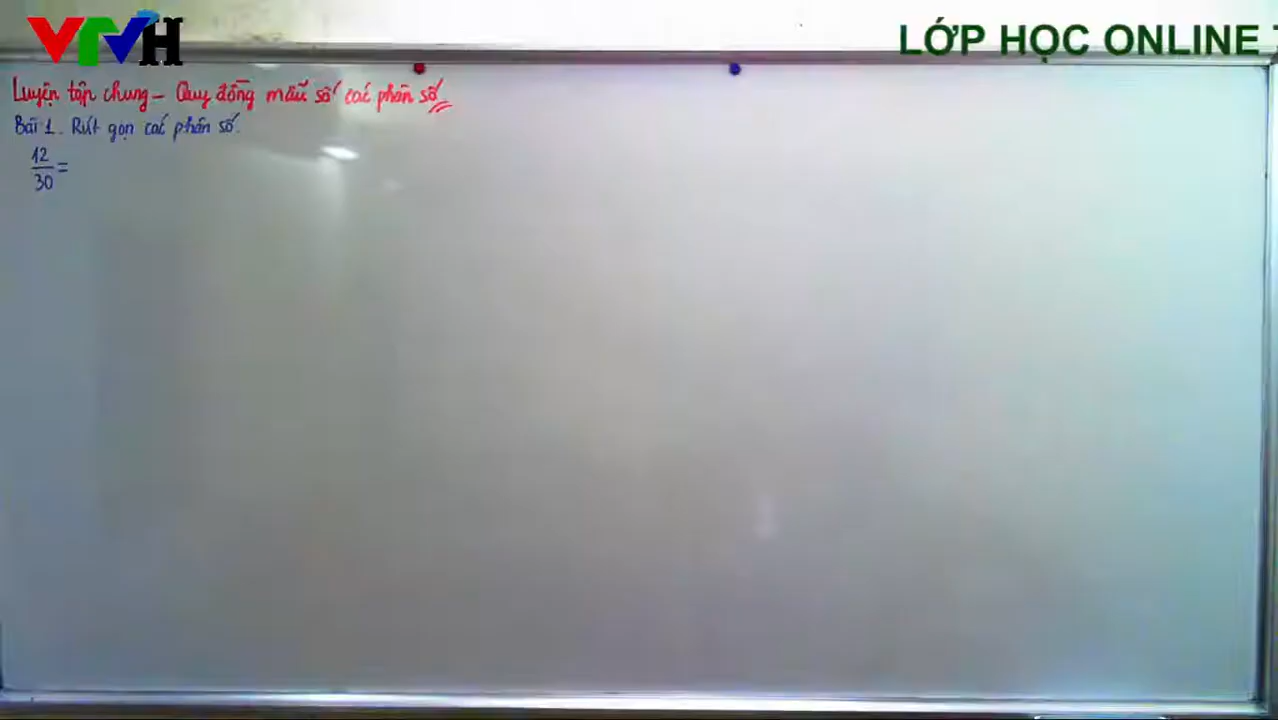 VTV7H
LỚP HỌC ONLINE
Luyện tập chung - Quy đồng mẫu số các phân số
Bài 1. Rút gọn các phân số.
12/30 =